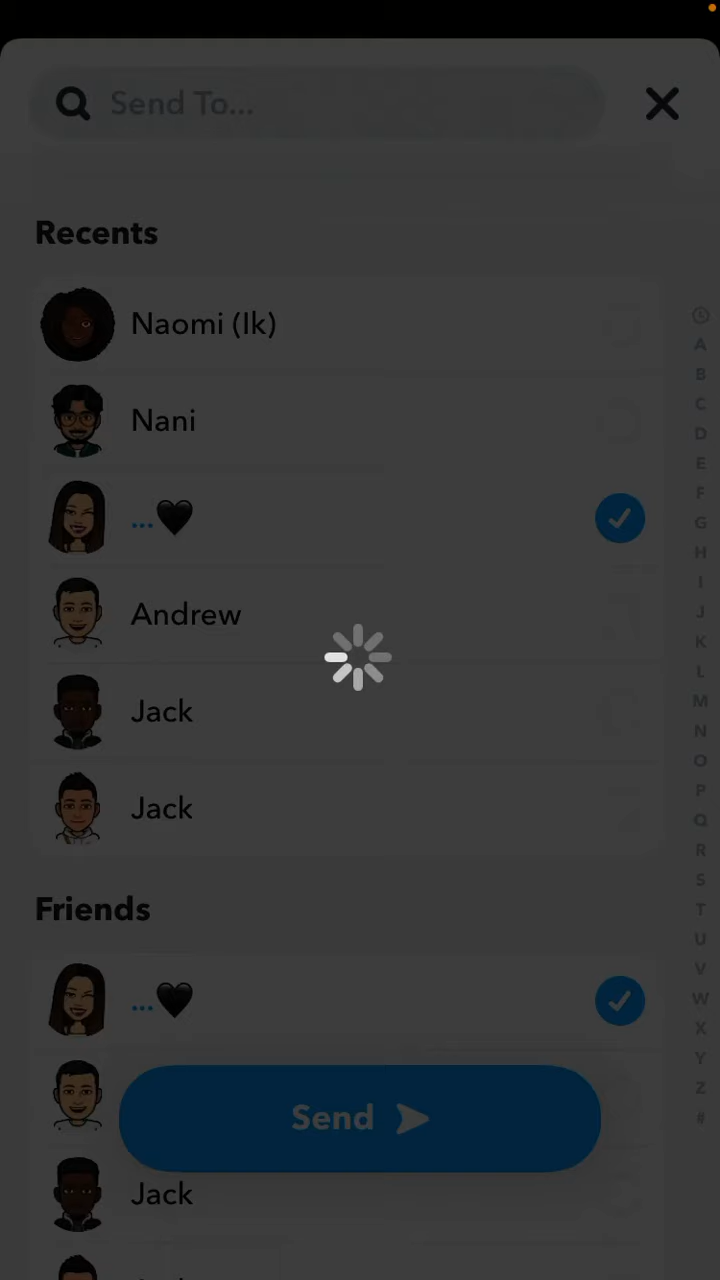 Send To...
Recents
Naomi (Ik)
Nani
...🖤
Andrew
Jack
Jack
Friends
...🖤
Send
Jack
A
B
C
D
E
F
G
H
I
J
K
L
M
N
O
P
Q
R
S
T
U
V
W
X
Y
Z
#